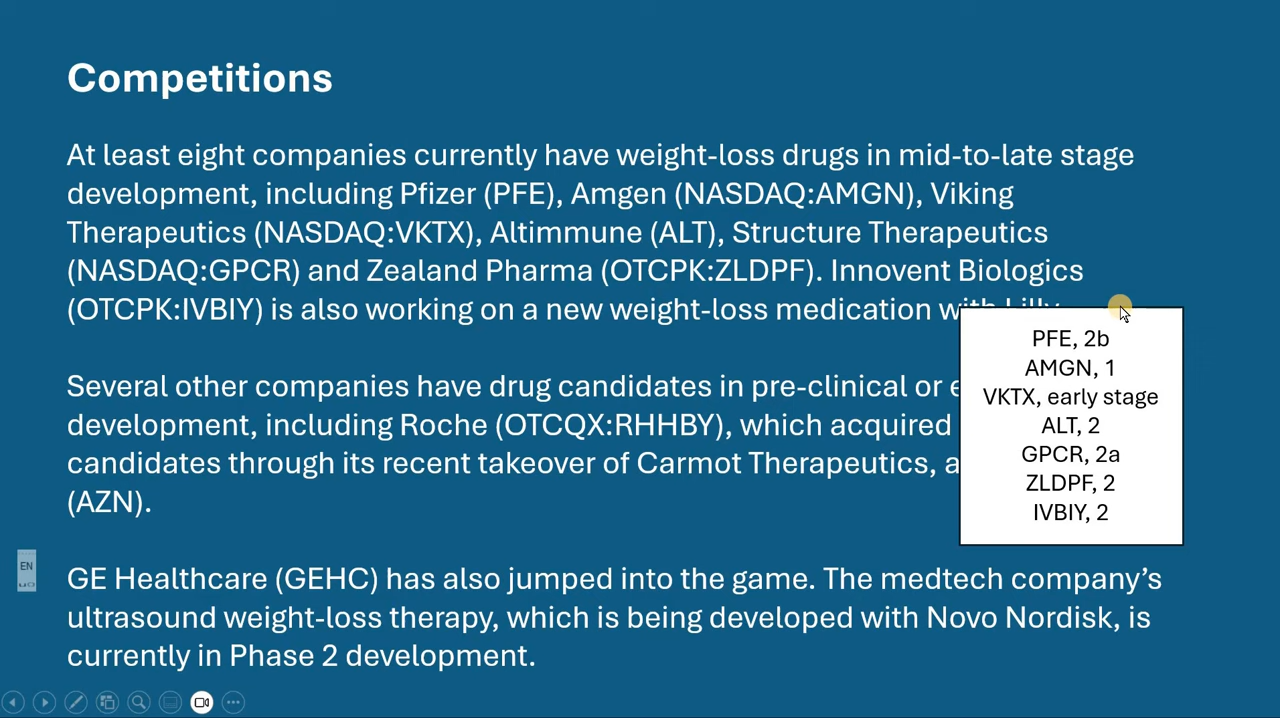 Competitions
At least eight companies currently have weight-loss drugs in mid-to-late stage
development, including Pfizer (PFE), Amgen (NASDAQ:AMGN), Viking
Therapeutics (NASDAQ:VKTX), Altimmune (ALT), Structure Therapeutics
(NASDAQ:GPCR) and Zealand Pharma (OTCPK:ZLDPF). Innovent Biologics
(OTCPK:IVBIY) is also working on a new weight-loss medication with Lilly
Several other companies have drug candidates in pre-clinical or
development, including Roche (OTCQX:RHHBY), which acquired
candidates through its recent takeover of Carmot Therapeutics,
(AZN).
GE Healthcare (GEHC) has also jumped into the game. The medtech company’s
ultrasound weight-loss therapy, which is being developed with Novo Nordisk, is
currently in Phase 2 development.
PFE, 2b
AMGN, 1
VKTX, early stage
ALT, 2
GPCR, 2a
ZLDPF, 2
IVBIY, 2
EN